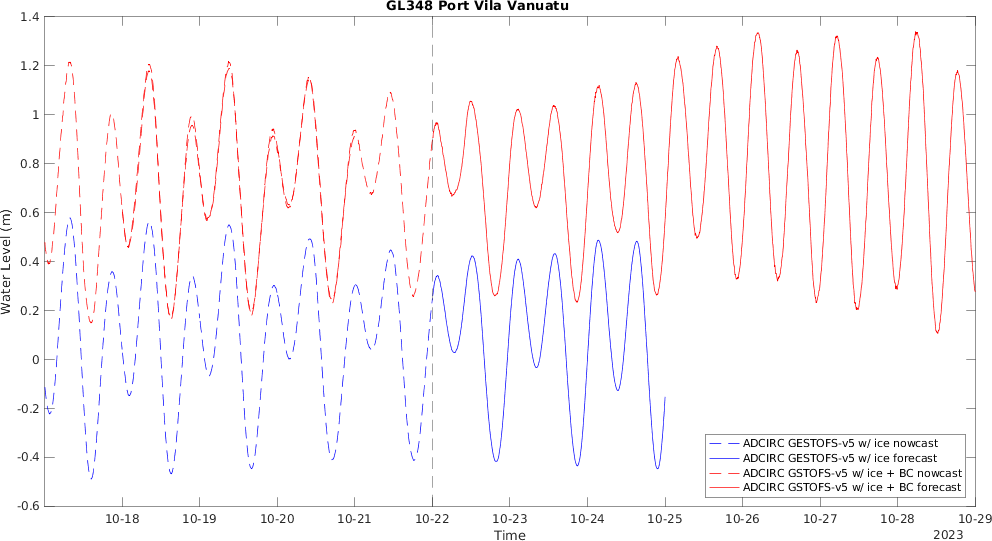 GL348 Port Vila Vanuatu
1.4
1.2
1
0.8
0.6
0.4
0.2
0
-0.2
-0.4
-0.6
Water Level (m)
ADCIRC GESTOFS-v5 w/ ice nowcast
ADCIRC GESTOFS-v5 w/ ice forecast
ADCIRC GSTOFS-v5 w/ ice + BC nowcast
ADCIRC GSTOFS-v5 w/ ice + BC forecast
10-18 10-19 10-20 10-21 10-22 10-23 10-24 10-25 10-26 10-27 10-28 10-29
Time
2023